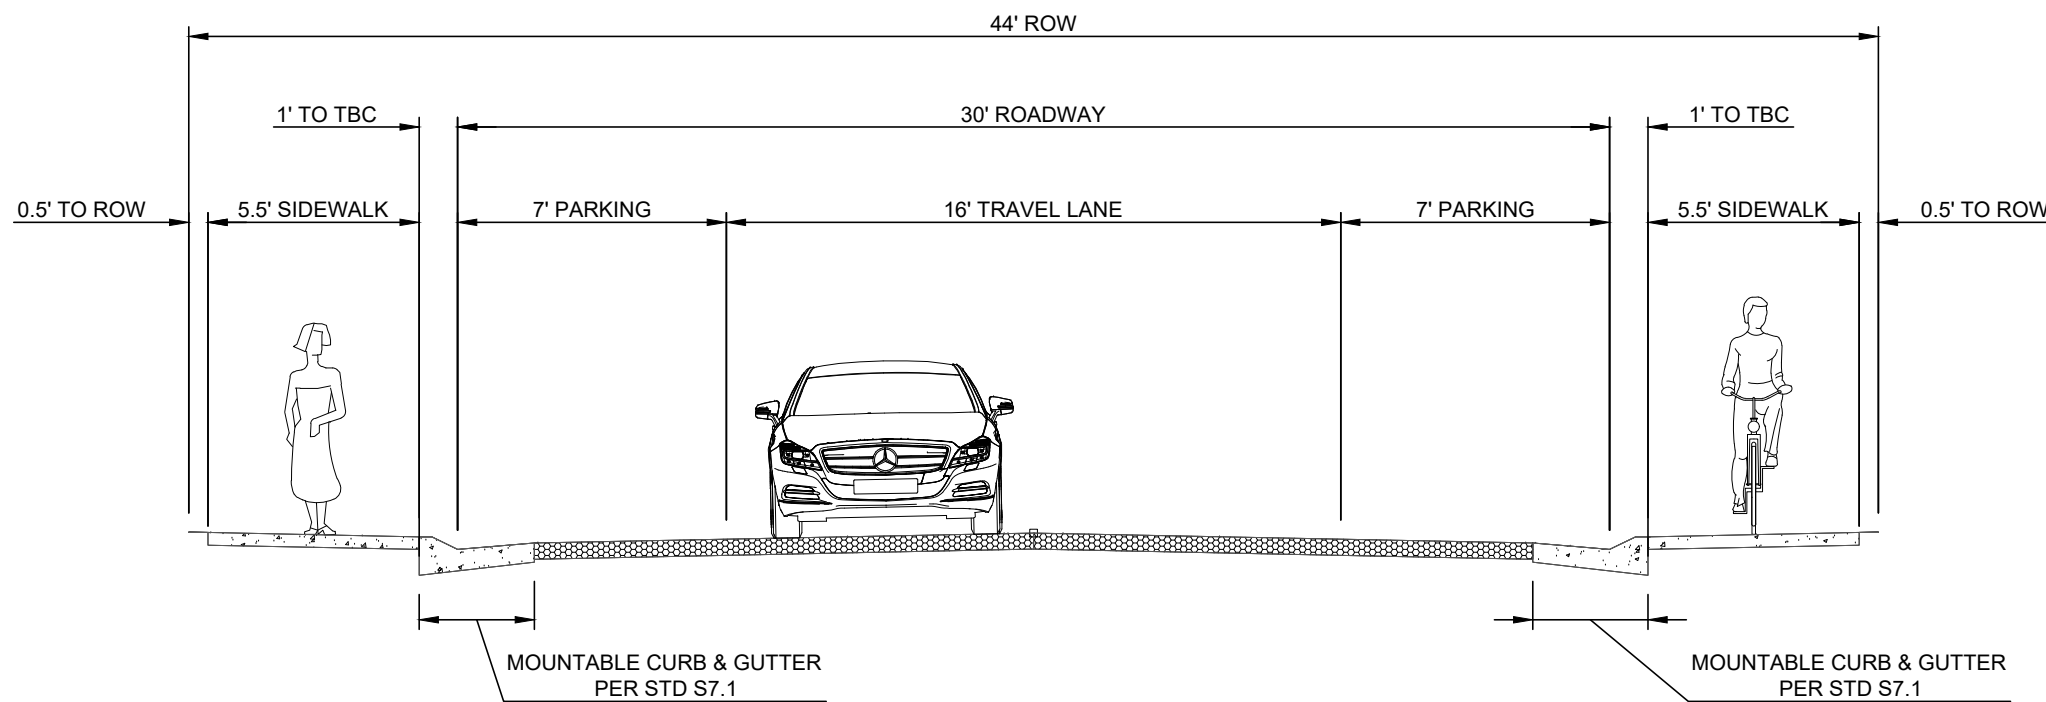 44' ROW
1' TO TBC
30' ROADWAY
1' TO TBC
0.5' TO ROW
5.5' SIDEWALK
7' PARKING
16' TRAVEL LANE
7' PARKING
5.5' SIDEWALK
0.5' TO ROW
MOUNTABLE CURB & GUTTER
PER STD S7.1
MOUNTABLE CURB & GUTTER
PER STD S7.1